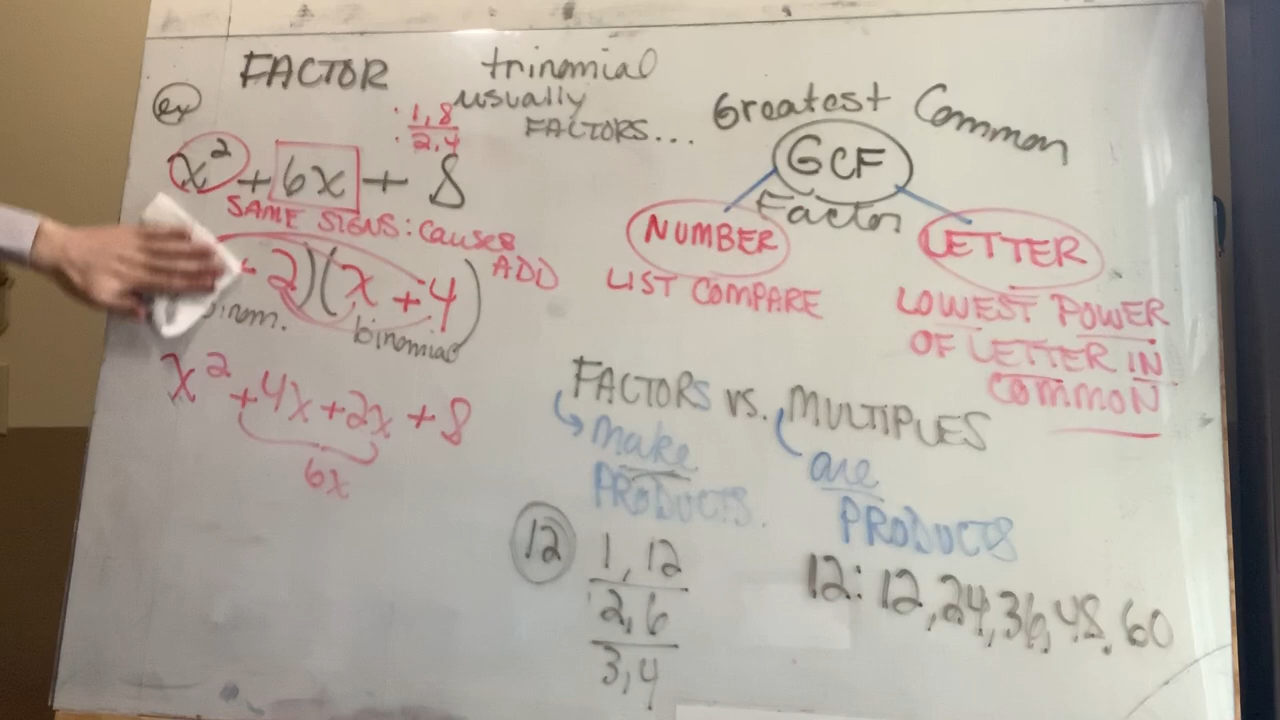 FACTOR trinomial
usually
FACTORS...
ex
1,8
2,4
x² + 6x + 8
SAME SIGNS: causes
ADD
2)(x + 4)
binomial
x² + 4x + 2x + 8
6x
Greatest Common
GCF
Factor
NUMBER
LIST COMPARE
LETTER
LOWEST POWER
OF LETTER IN
COMMON
FACTORS VS. MULTIPLES
make
PRODUCTS.
are
PRODUCTS
12
1, 12
2, 6
3, 4
12: 12, 24, 36, 48, 60